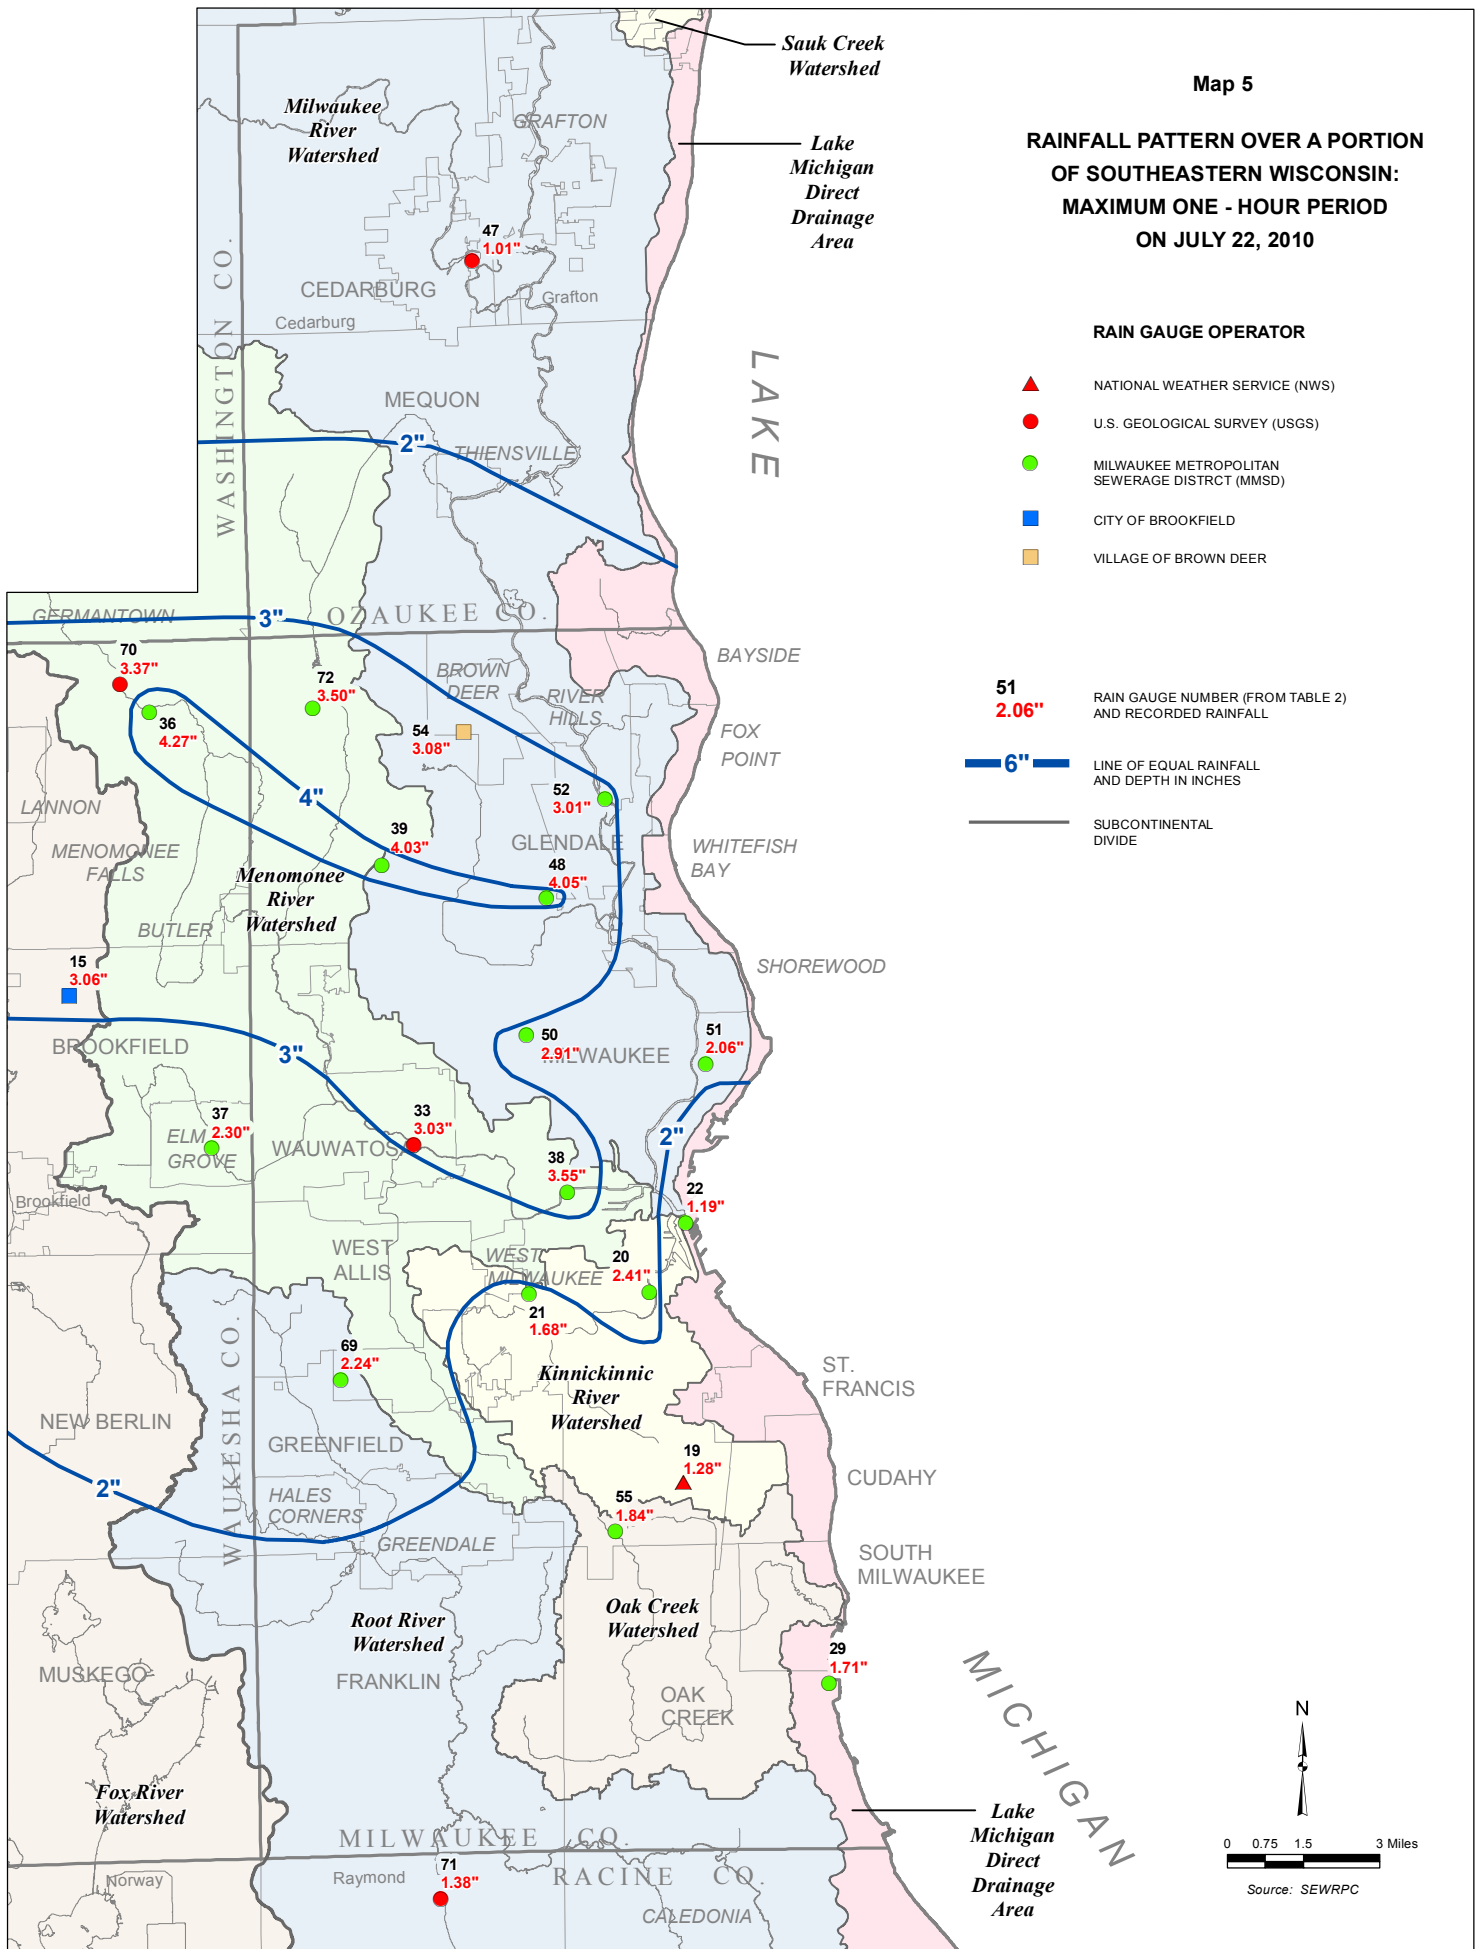 Map 5
RAINFALL PATTERN OVER A PORTION
OF SOUTHEASTERN WISCONSIN:
MAXIMUM ONE - HOUR PERIOD
ON JULY 22, 2010
RAIN GAUGE OPERATOR
NATIONAL WEATHER SERVICE (NWS)
U.S. GEOLOGICAL SURVEY (USGS)
MILWAUKEE METROPOLITAN
SEWERAGE DISTRCT (MMSD)
CITY OF BROOKFIELD
VILLAGE OF BROWN DEER
51
2.06"
RAIN GAUGE NUMBER (FROM TABLE 2)
AND RECORDED RAINFALL
6"
LINE OF EQUAL RAINFALL
AND DEPTH IN INCHES
SUBCONTINENTAL
DIVIDE
Sauk Creek
Watershed
Milwaukee
River
Watershed
GRAFTON
Lake
Michigan
Direct
Drainage
Area
47
1.01"
CEDARBURG
Grafton
Cedarburg
WASHINGTON CO.
LAKE
MEQUON
2"
THIENSVILLE
GERMANTOWN
3"
OZAUKEE CO.
70
3.37"
72
3.50"
BROWN
DEER
RIVER
HILLS
BAYSIDE
36
4.27"
54
3.08"
FOX
POINT
LANNON
4"
52
3.01"
39
4.03"
GLENDALE
WHITEFISH
BAY
MENOMONEE
FALLS
48
4.05"
Menomonee
River
Watershed
BUTLER
15
3.06"
SHOREWOOD
BROOKFIELD
3"
50
2.91"
MILWAUKEE
51
2.06"
37
2.30"
ELM
GROVE
WAUWATOSA
33
3.03"
2"
38
3.55"
Brookfield
22
1.19"
WEST
ALLIS
WEST
MILWAUKEE
20
2.41"
21
1.68"
69
2.24"
WAUKESHA CO.
Kinnickinnic
River
Watershed
ST.
FRANCIS
NEW BERLIN
GREENFIELD
19
1.28"
CUDAHY
2"
HALES
CORNERS
55
1.84"
GREENDALE
SOUTH
MILWAUKEE
Root River
Watershed
Oak Creek
Watershed
29
1.71"
MUSKEGO
FRANKLIN
OAK
CREEK
MICHIGAN
Fox River
Watershed
Lake
Michigan
Direct
Drainage
Area
MILWAUKEE CO.
RACINE CO.
Norway
Raymond
71
1.38"
CALEDONIA
N
0 0.75 1.5 3 Miles
Source: SEWRPC